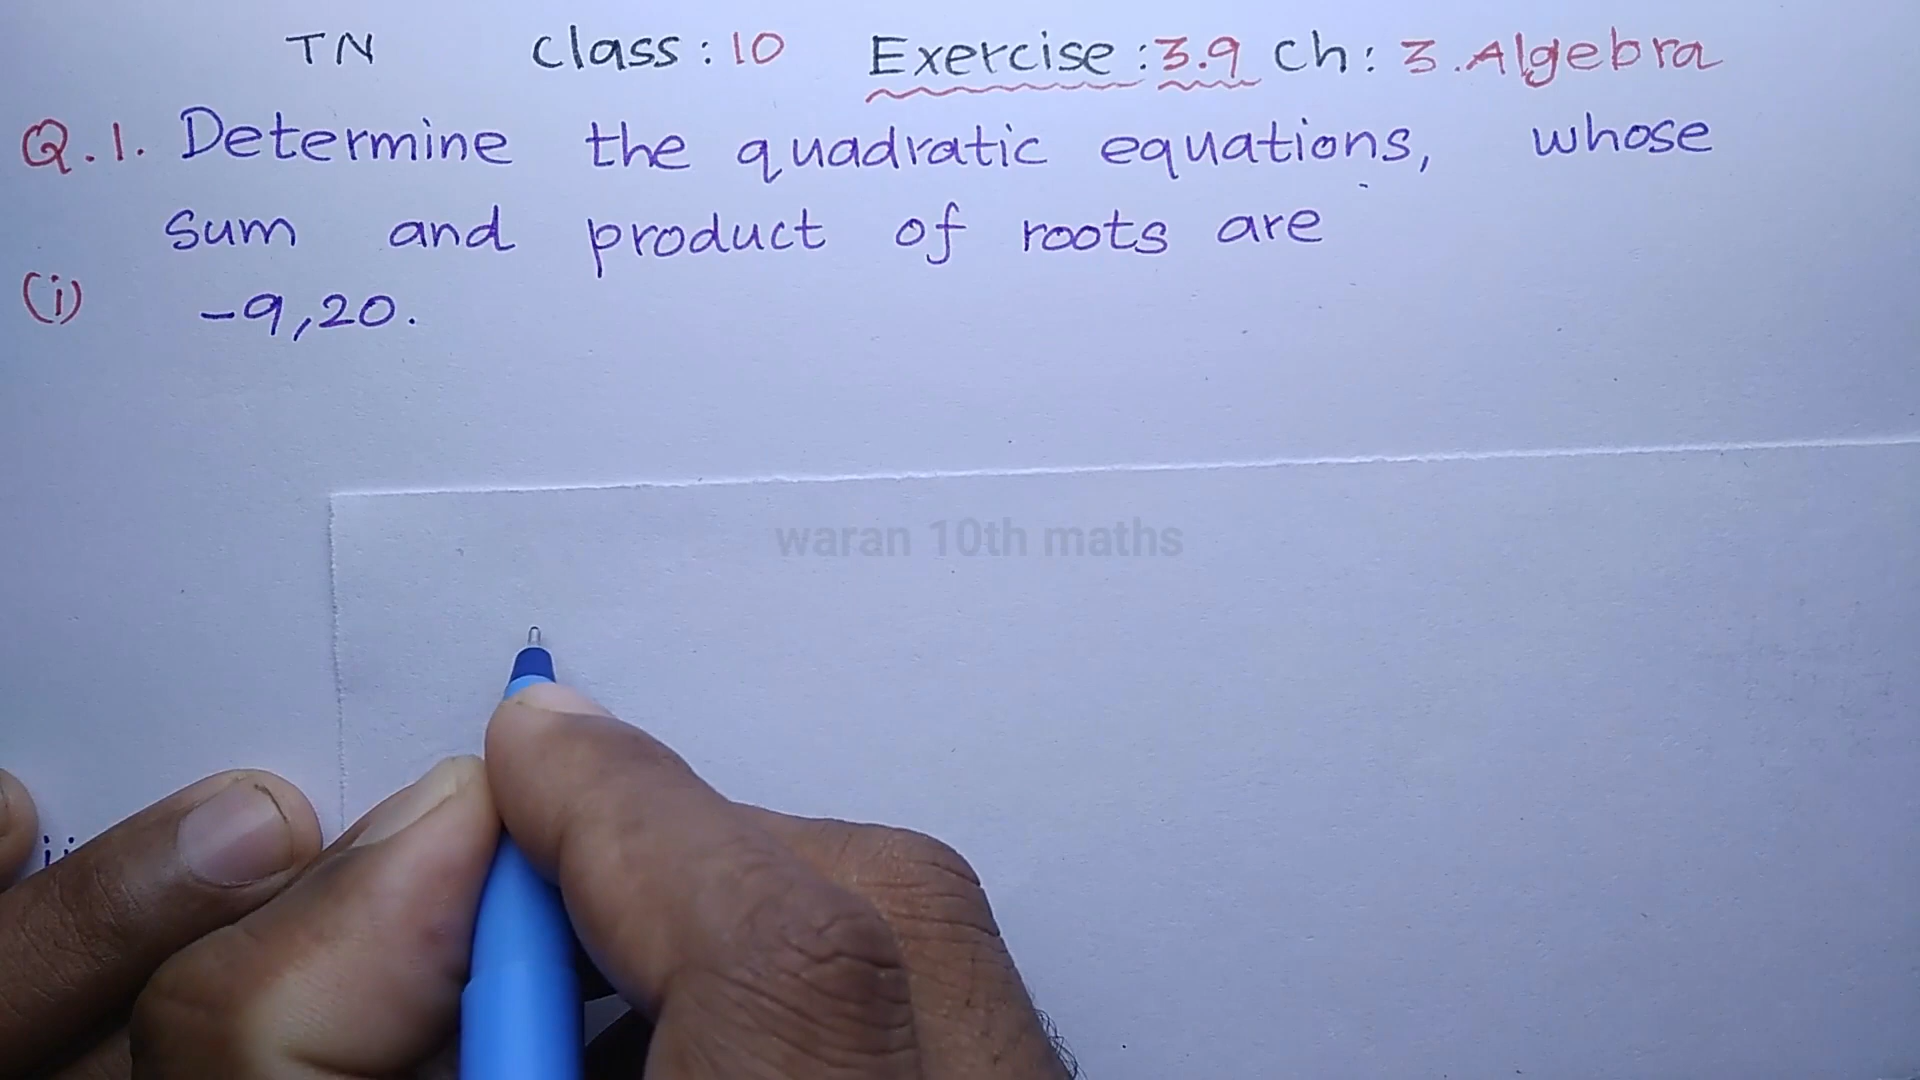 TN Class: 10 Exercise: 3.9 Ch: 3. Algebra
Q.1. Determine the quadratic equations, whose
sum and product of roots are
(i) -9, 20.
waran 10th maths